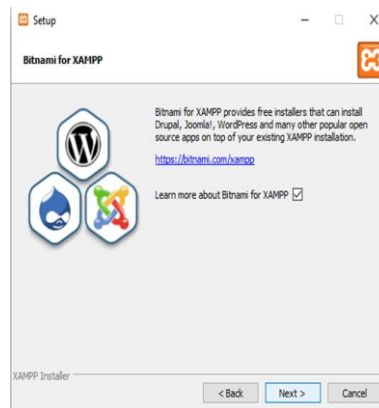 Setup
Bitnami for XAMPP
Bitnami for XAMPP provides free installers that can install
Drupal, Joomla!, WordPress and many other popular open
source apps on top of your existing XAMPP installation.
https://bitnami.com/xampp
Learn more about Bitnami for XAMPP
XAMPP Installer
< Back
Next >
Cancel